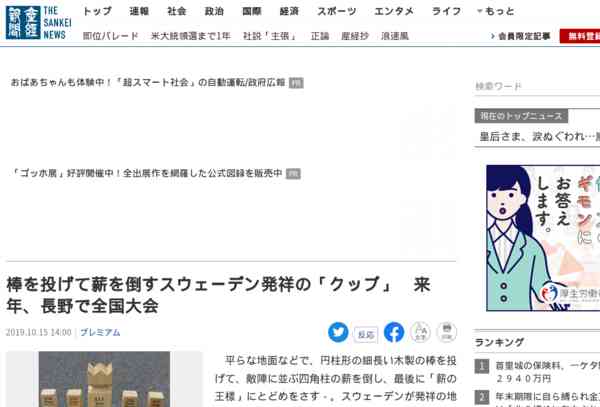 産經新聞
THE SANKEI NEWS
トップ 速報 社会 政治 国際 経済 スポーツ エンタメ ライフ もっと
即位パレード 米大統領選まで1年 社説「主張」 正論 産経抄 浪速風
会員限定記事 無料登録
おばあちゃんも体験中!「超スマート社会」の自動運転/政府広報 PR
検索ワード
現在のトップニュース
皇后さま、涙ぬぐわれ…
「ゴッホ展」好評開催中!全出展作を網羅した公式図録を販売中 PR
ギモンに
お答え
します。
厚生労働
棒を投げて薪を倒すスウェーデン発祥の「クッブ」 来
年、長野で全国大会
2019.10.15 14:00 プレミアム
反応
文字
印刷
平らな地面などで、円柱形の細長い木製の棒を投
げて、敵陣に並ぶ四角柱の薪を倒し、最後に「薪の
王様」にとどめをさす-。スウェーデンが発祥の地
ランキング
1 首里城の保険料、一ケタ
2940万円
2 年末期限に自ら縛られ金